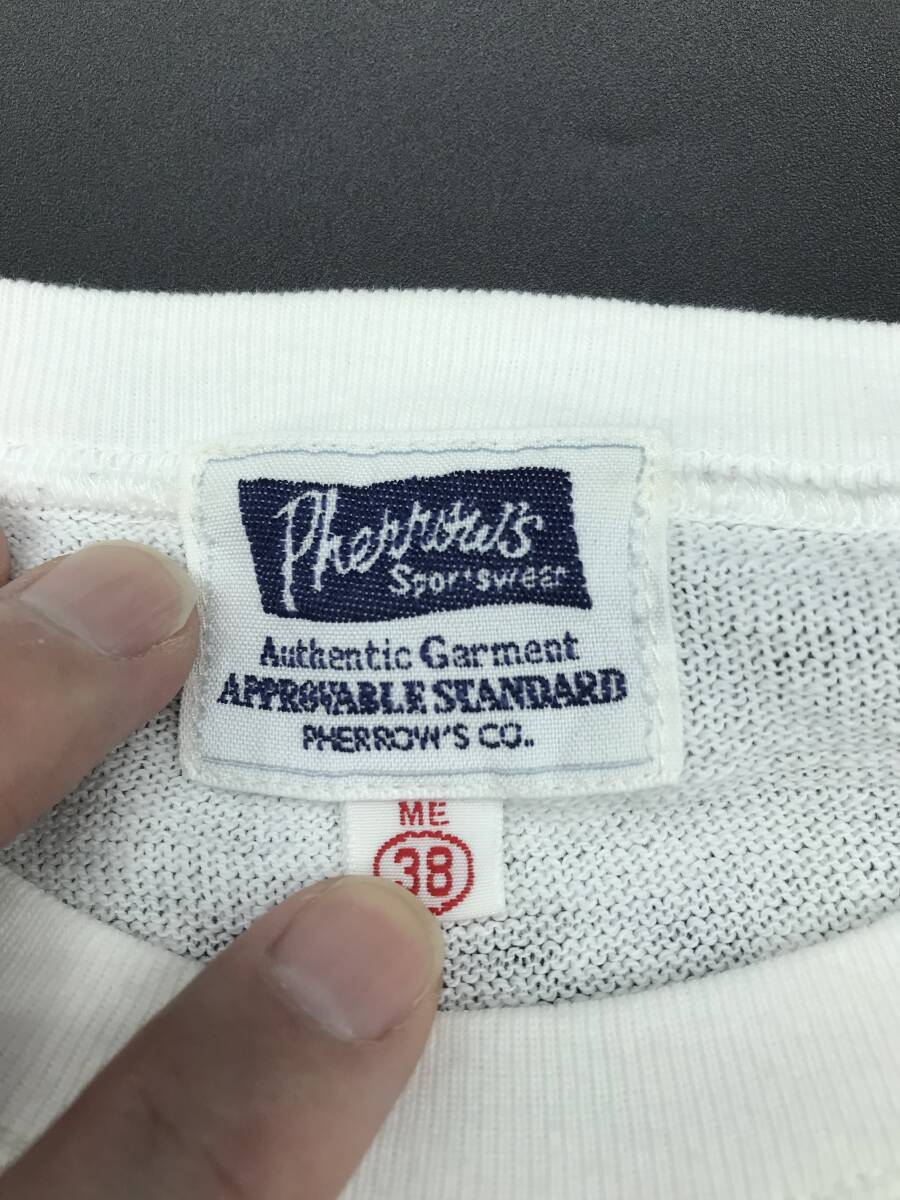 Pherrow's
Sportswear
Authentic Garment
APPROVABLE STANDARD
PHERROW'S CO..
ME
38